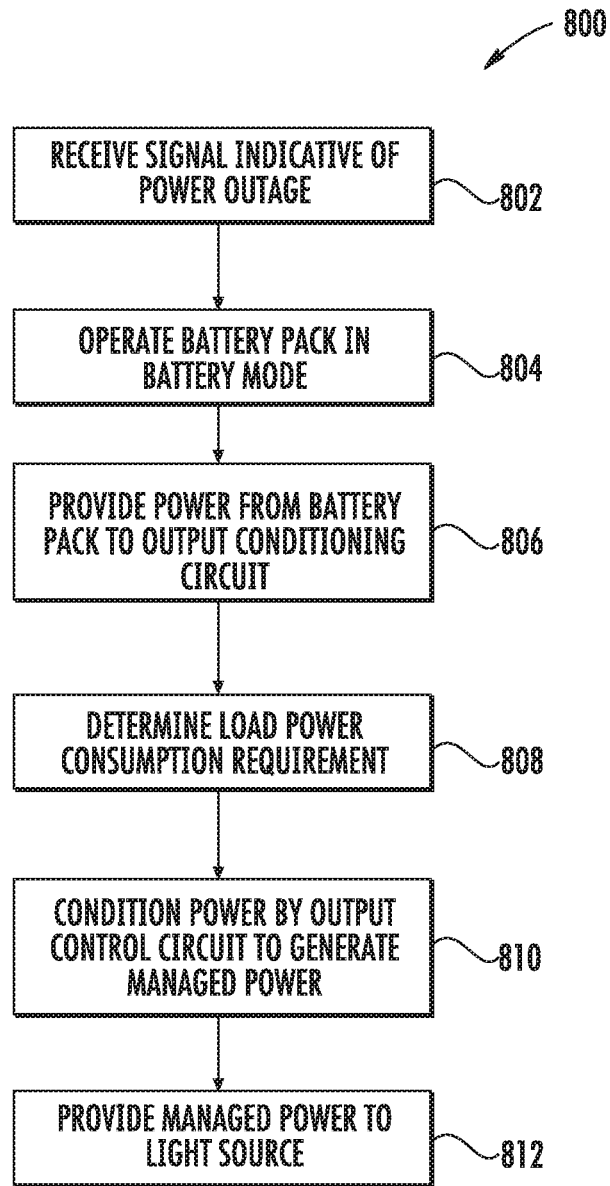 800
RECEIVE SIGNAL INDICATIVE OF
POWER OUTAGE
802
OPERATE BATTERY PACK IN
BATTERY MODE
804
PROVIDE POWER FROM BATTERY
PACK TO OUTPUT CONDITIONING
CIRCUIT
806
DETERMINE LOAD POWER
CONSUMPTION REQUIREMENT
808
CONDITION POWER BY OUTPUT
CONTROL CIRCUIT TO GENERATE
MANAGED POWER
810
PROVIDE MANAGED POWER TO
LIGHT SOURCE
812